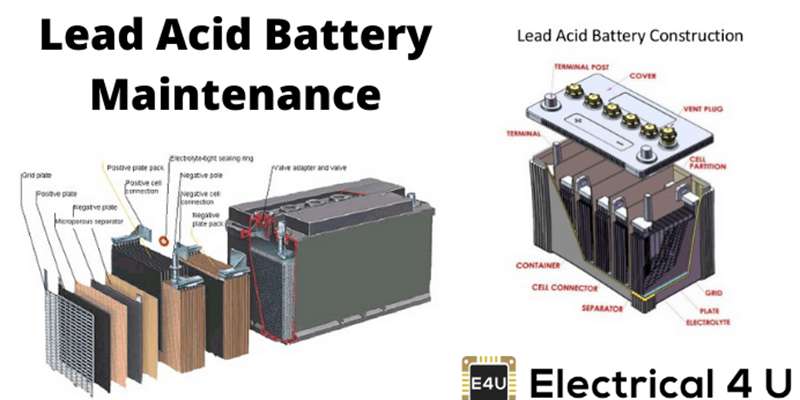 Lead Acid Battery
Maintenance
Grid plate
Positive plate
Negative plate
Microporous separator
Positive plate pack
Positive cell
connection
Electrolyte-tight sealing ring
Negative pole
Negative cell
connection
Negative
plate pack
Valve adapter and valve
Lead Acid Battery Construction
TERMINAL POST
COVER
VENT PLUG
TERMINAL
CELL
PARTITION
CONTAINER
CELL CONNECTOR
SEPARATOR
GRID
PLATE
ELECTROLYTE
E4U
Electrical 4 U